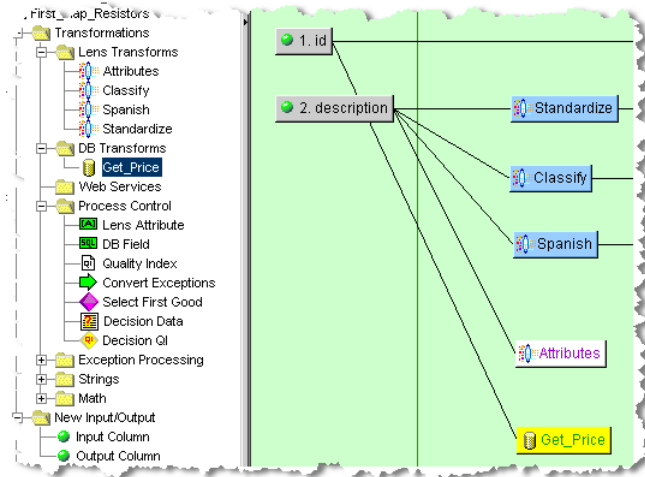 First_Map_Resistors
Transformations
Lens Transforms
Attributes
Classify
Spanish
Standardize
DB Transforms
Get_Price
Web Services
Process Control
Lens Attribute
DB Field
Quality Index
Convert Exceptions
Select First Good
Decision Data
Decision QI
Exception Processing
Strings
Math
New Input/Output
Input Column
Output Column
1. id
2. description
Standardize
Classify
Spanish
Attributes
Get_Price